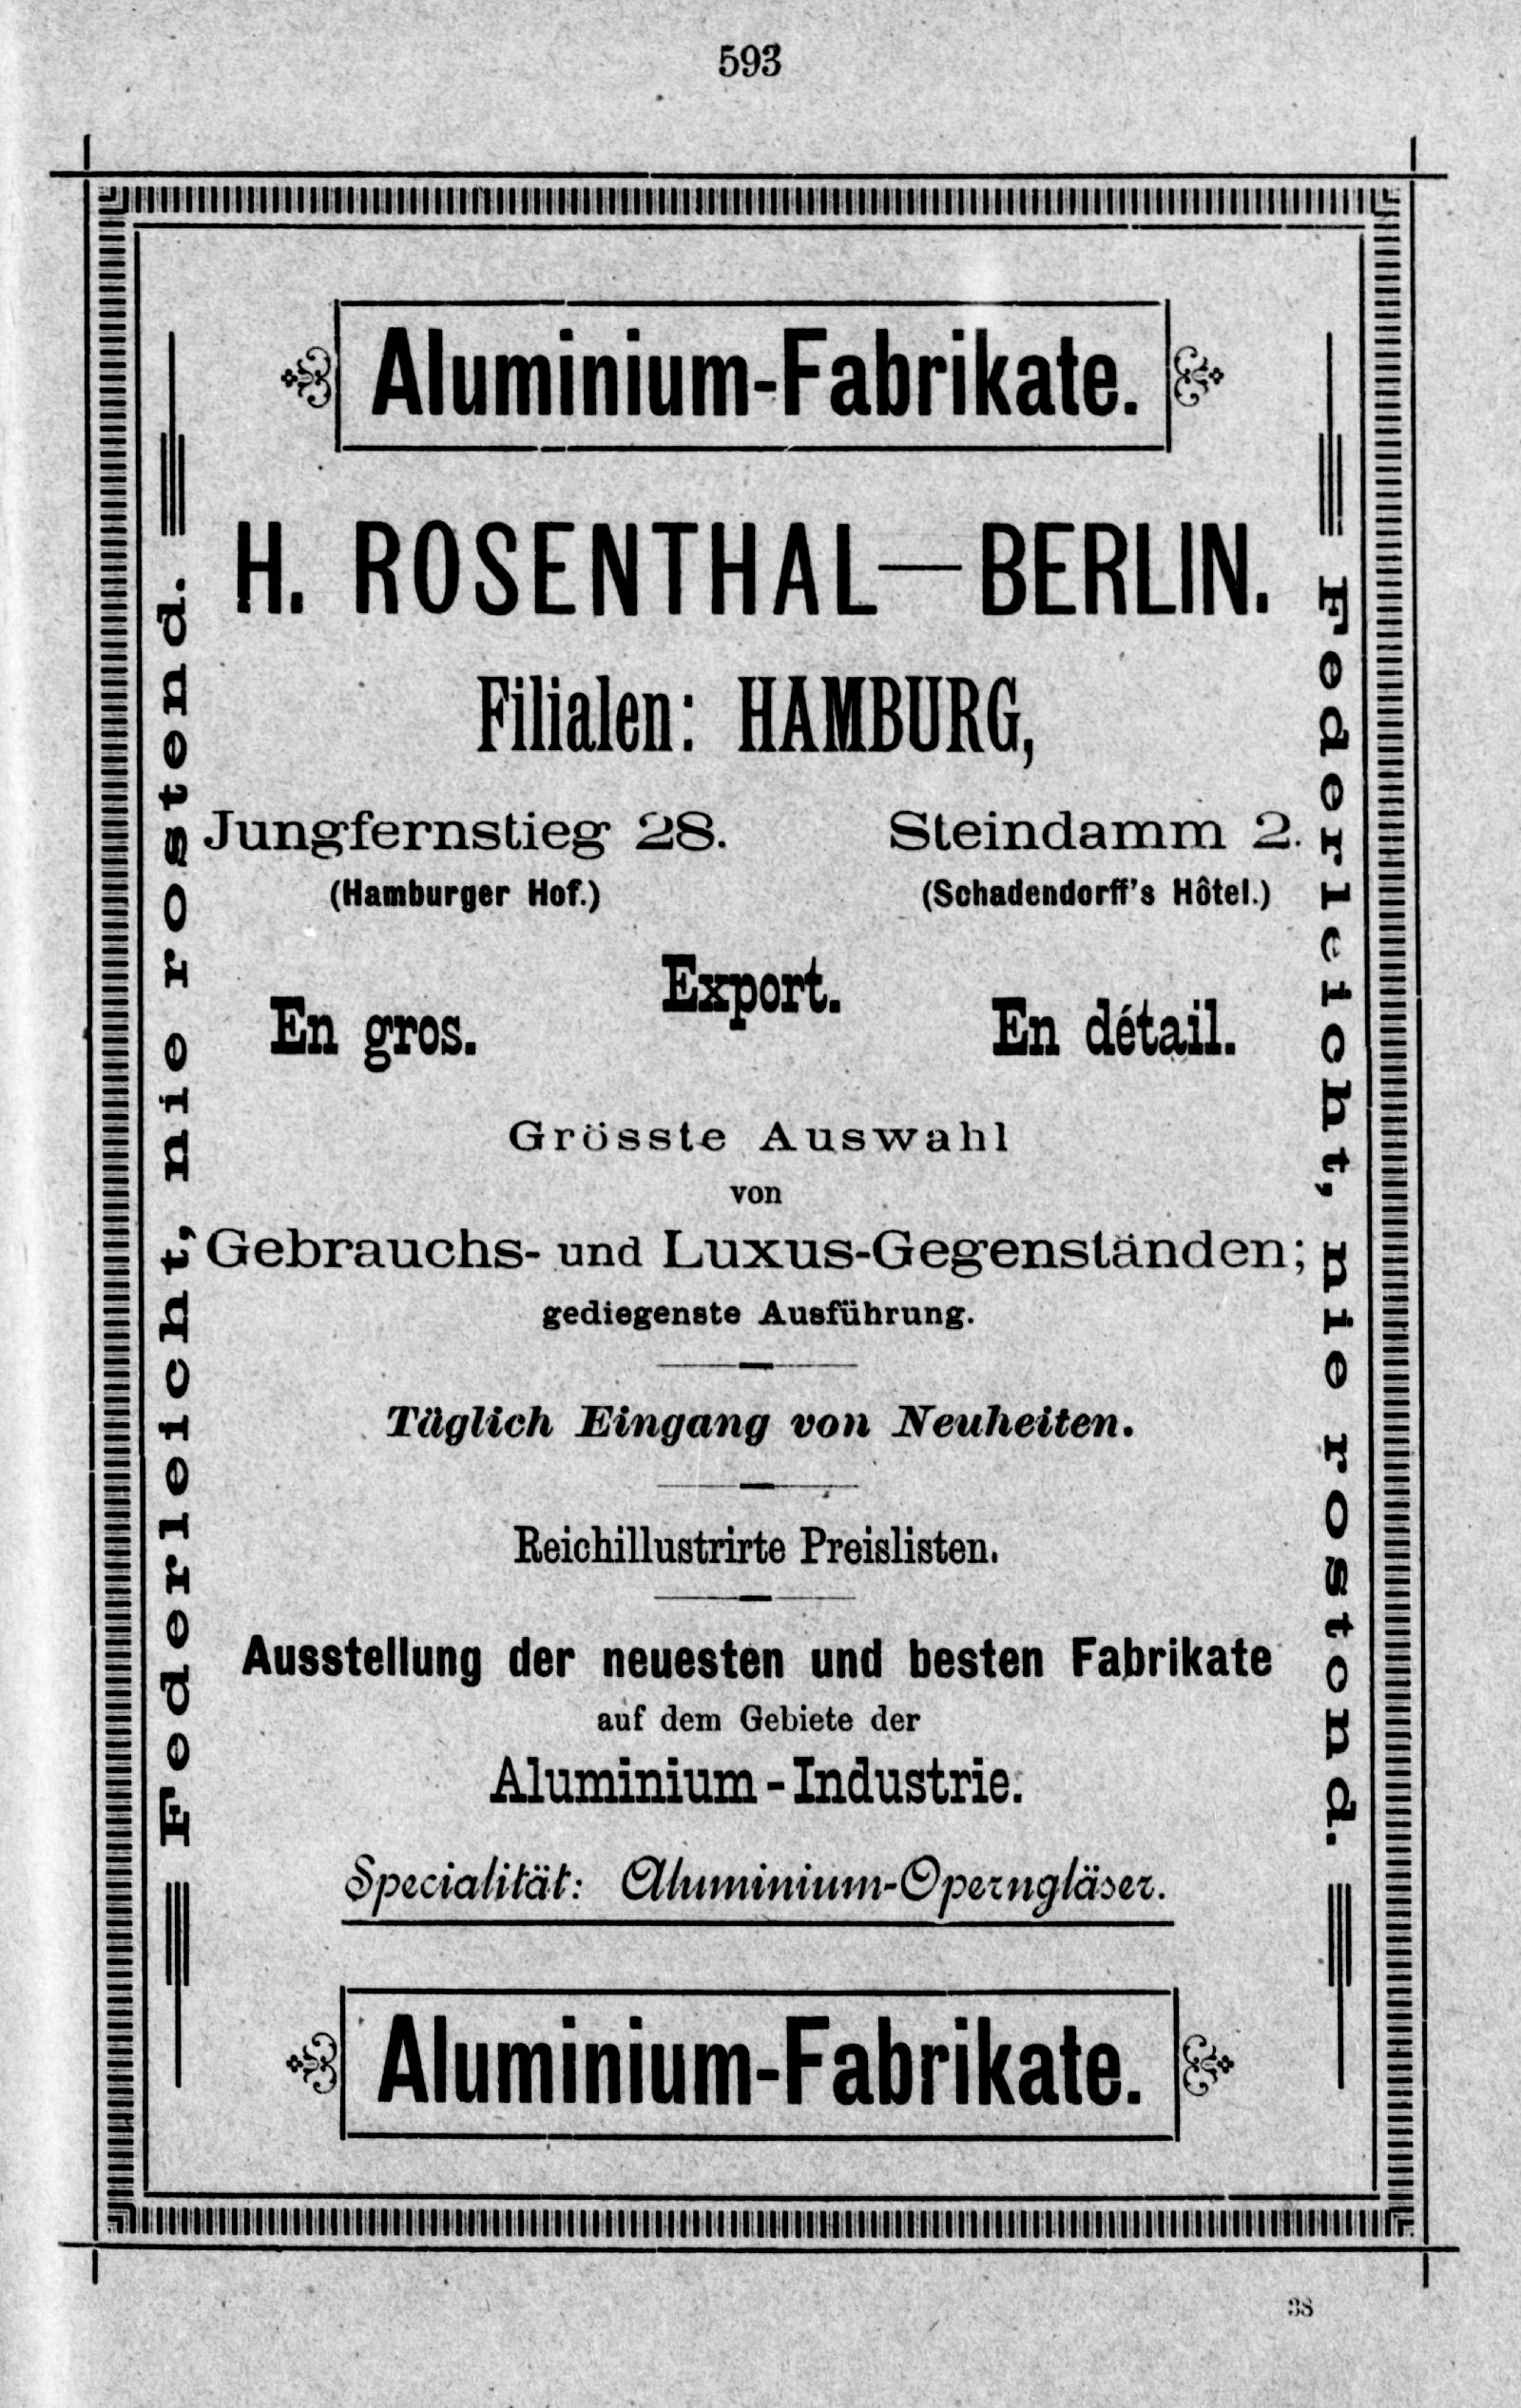 593
Aluminium-Fabrikate.
H. ROSENTHAL—BERLIN.
Filialen: HAMBURG,
Jungfernstieg 28. Steindamm 2.
(Hamburger Hof.) (Schadendorff's Hôtel.)
Export.
En gros. En détail.
Grösste Auswahl
von
Gebrauchs- und Luxus-Gegenständen;
gediegenste Ausführung.
Täglich Eingang von Neuheiten.
Reichillustrirte Preislisten.
Ausstellung der neuesten und besten Fabrikate
auf dem Gebiete der
Aluminium-Industrie.
Specialität: Aluminium-Operngläser.
Aluminium-Fabrikate.
Federleicht, nie rostend.
Federleicht, nie rostend.
38